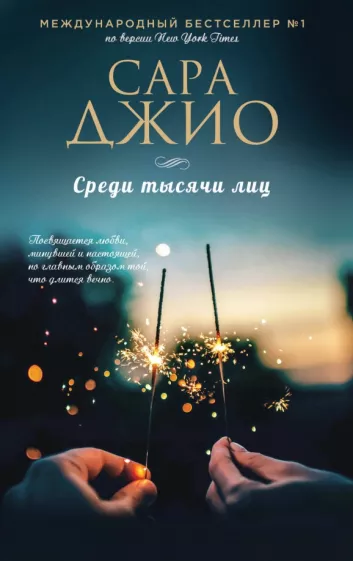 МЕЖДУНАРОДНЫЙ БЕСТСЕЛЛЕР №1
по версии New York Times
САРА
ДЖИО
Среди тысячи лиц
Посвящается любви,
минувшей и настоящей,
но главным образом той,
что длится вечно.